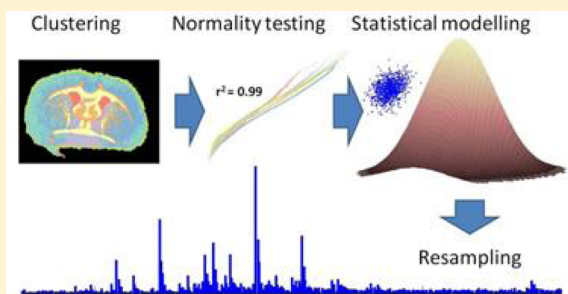 Clustering
Normality testing
Statistical modelling
r² = 0.99
Resampling